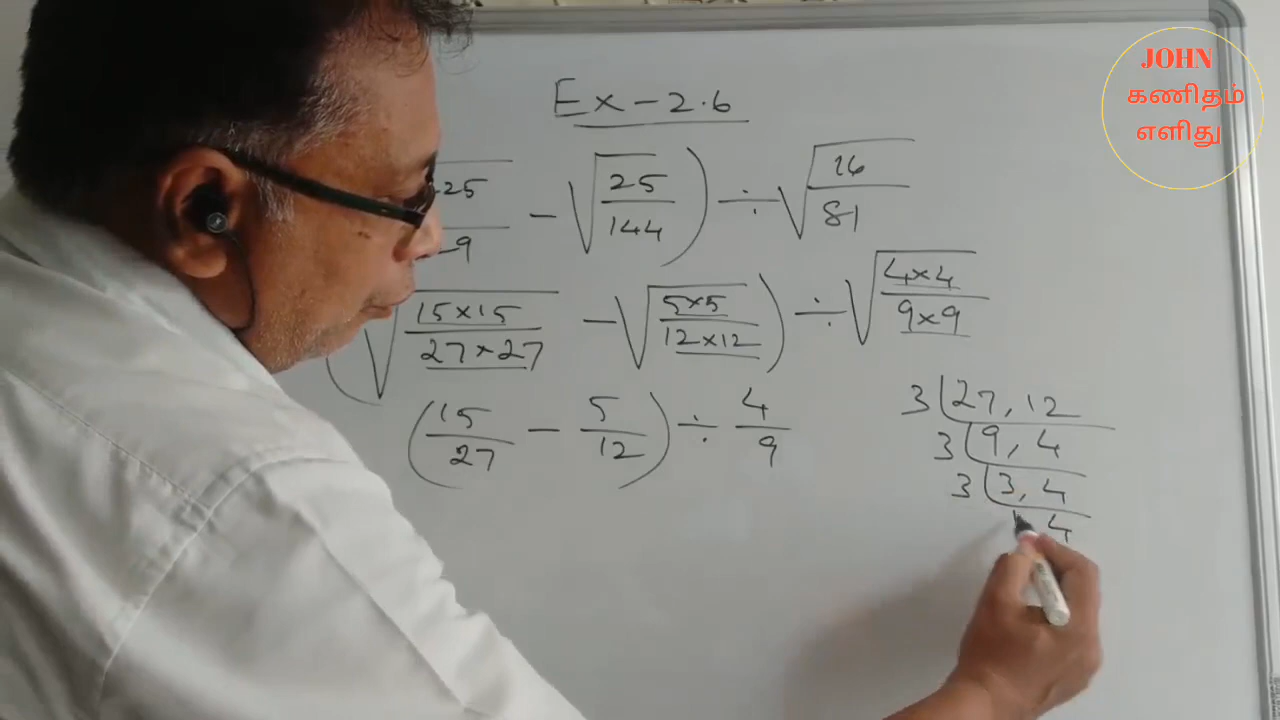 JOHN
கணிதம்
எளிது
Ex - 2.6
25/9 - √(25/144)) ÷ √(16/81)
(√(15×15/27×27) - √(5×5/12×12)) ÷ √(4×4/9×9)
(15/27 - 5/12) ÷ 4/9
3 | 27, 12
3 | 9, 4
3 | 3, 4
1 4